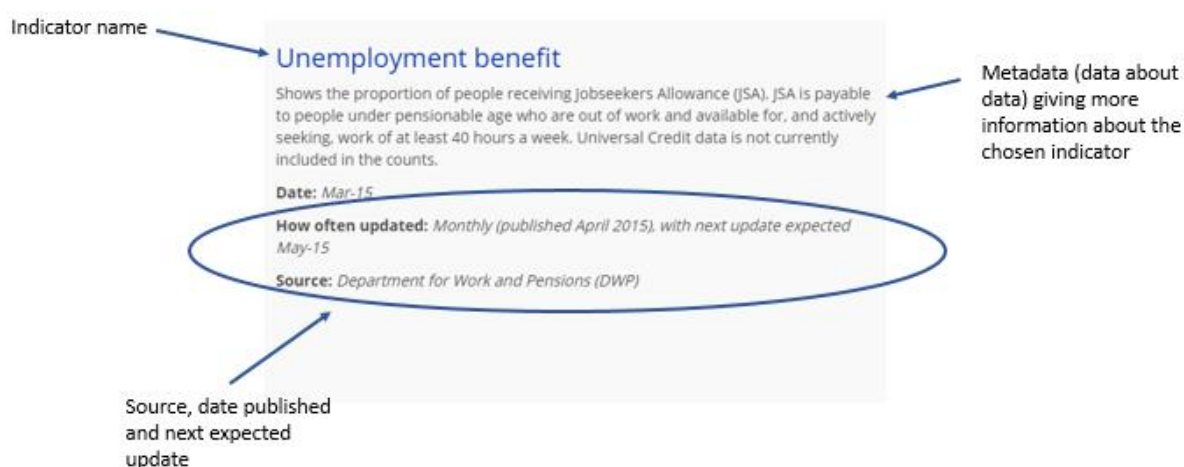 Indicator name
Unemployment benefit
Shows the proportion of people receiving Jobseekers Allowance (JSA). JSA is payable
to people under pensionable age who are out of work and available for, and actively
seeking, work of at least 40 hours a week. Universal Credit data is not currently
included in the counts.
Date: Mar-15
How often updated: Monthly (published April 2015), with next update expected
May-15
Source: Department for Work and Pensions (DWP)
Metadata (data about
data) giving more
information about the
chosen indicator
Source, date published
and next expected
update